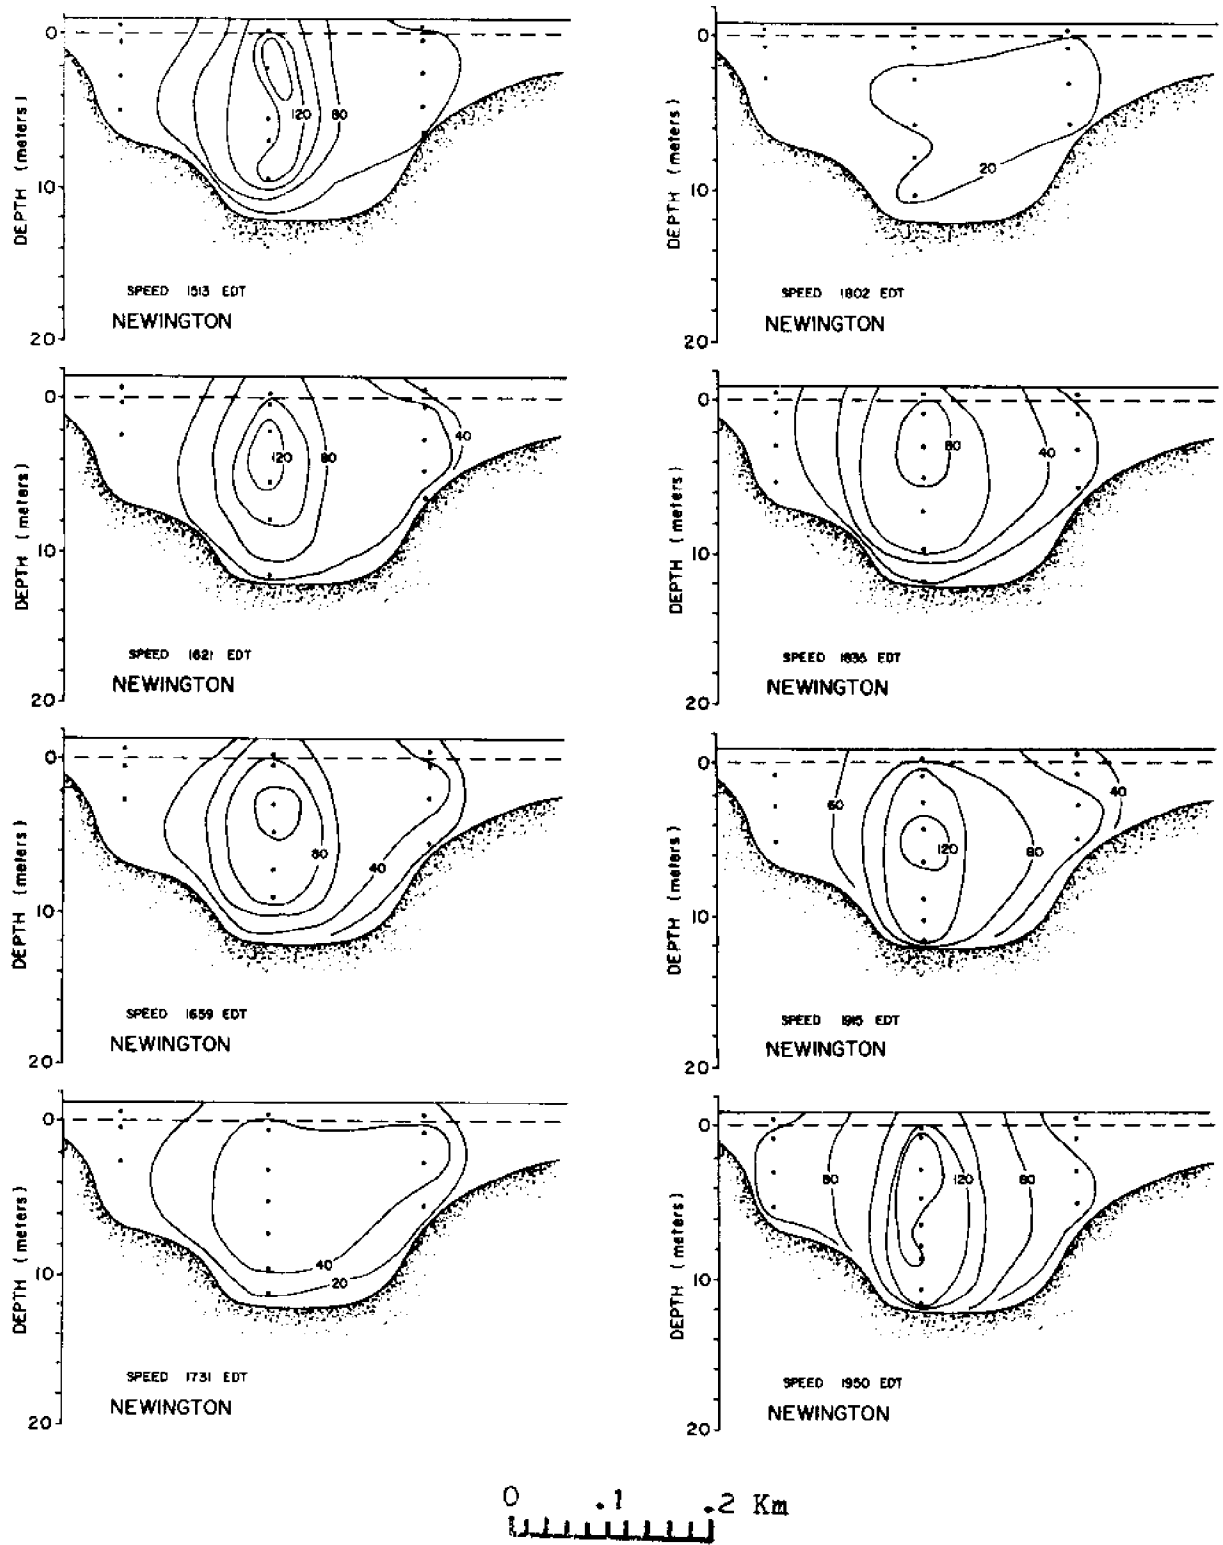 0
DEPTH (meters)
10
120
80
SPEED 1513 EDT
NEWINGTON
20
0
DEPTH (meters)
10
20
SPEED 1802 EDT
NEWINGTON
20
0
DEPTH (meters)
10
120
80
40
SPEED 1621 EDT
NEWINGTON
20
0
DEPTH (meters)
10
80
40
SPEED EDT
NEWINGTON
20
0
DEPTH (meters)
10
80
40
SPEED 1659 EDT
NEWINGTON
20
0
DEPTH (meters)
10
60
120
80
40
SPEED 1915 EDT
NEWINGTON
20
0
DEPTH (meters)
10
40
20
SPEED 1731 EDT
NEWINGTON
20
0
DEPTH (meters)
10
80
120
80
SPEED 1950 EDT
NEWINGTON
20
0 .1 .2 Km